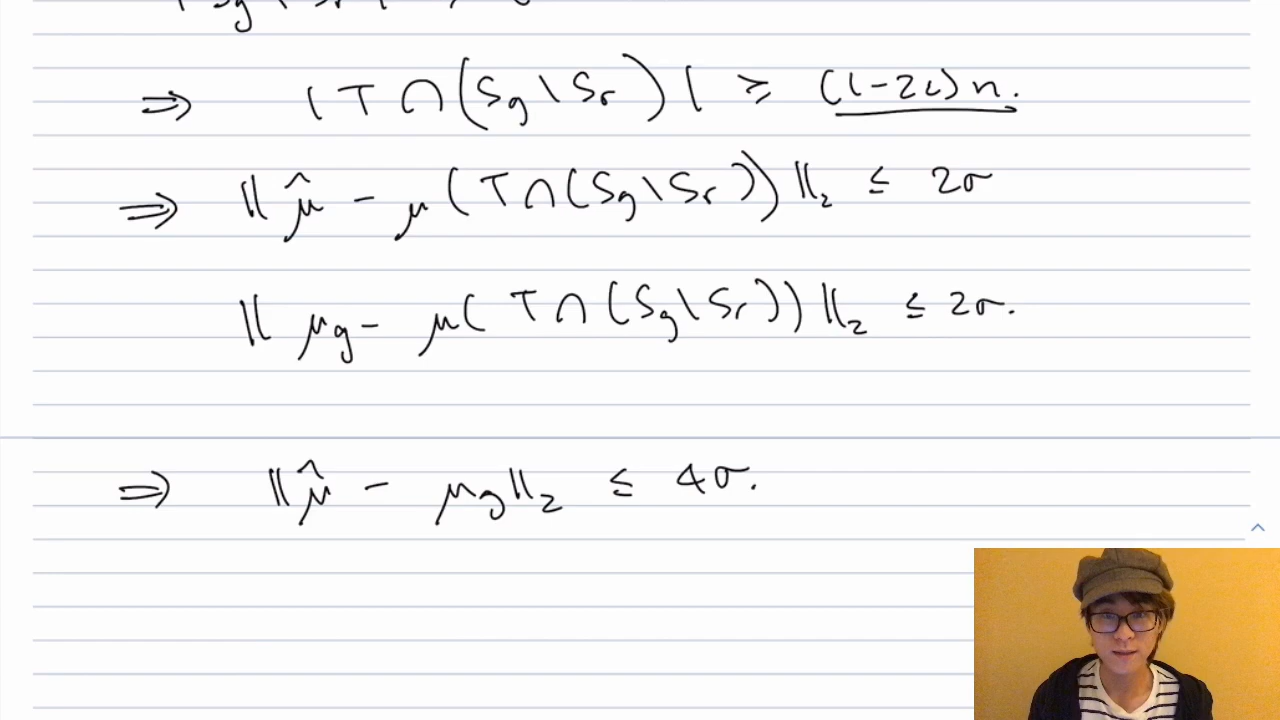 ⇒ |T ∩ (S_g \ S_r)| ≥ (1-2ε)n.
⇒ ‖μ̂ - μ(T ∩ (S_g \ S_r))‖₂ ≤ 2σ
‖μ_g - μ(T ∩ (S_g \ S_r))‖₂ ≤ 2σ.
⇒ ‖μ̂ - μ_g‖₂ ≤ 4σ.